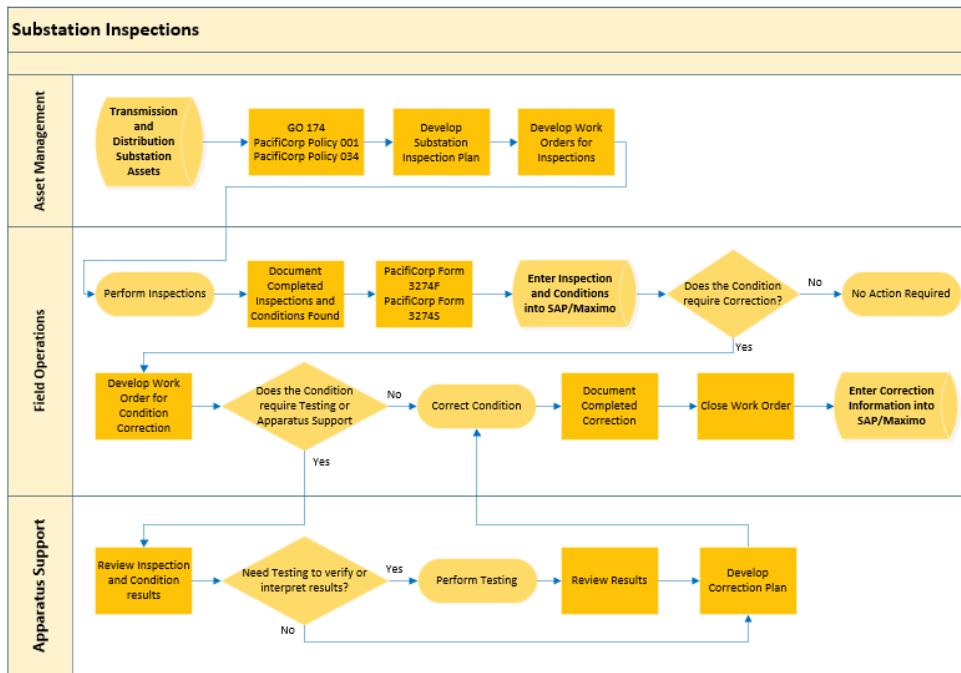 Substation Inspections
Asset Management
Transmission
and
Distribution
Substation
Assets
GO 174
PacifiCorp Policy 001
PacifiCorp Policy 034
Develop
Substation
Inspection Plan
Develop Work
Orders for
Inspections
Field Operations
Perform Inspections
Document
Completed
Inspections and
Conditions Found
PacifiCorp Form
3274F
PacifiCorp Form
3274S
Enter Inspection
and Conditions
into SAP/Maximo
Does the Condition
require Correction?
No
No Action Required
Yes
Develop Work
Order for
Condition
Correction
Does the Condition
require Testing or
Apparatus Support
No
Correct Condition
Document
Completed
Correction
Close Work Order
Enter Correction
Information into
SAP/Maximo
Yes
Apparatus Support
Review Inspection
and Condition
results
Need Testing to verify or
interpret results?
Yes
Perform Testing
Review Results
Develop
Correction Plan
No